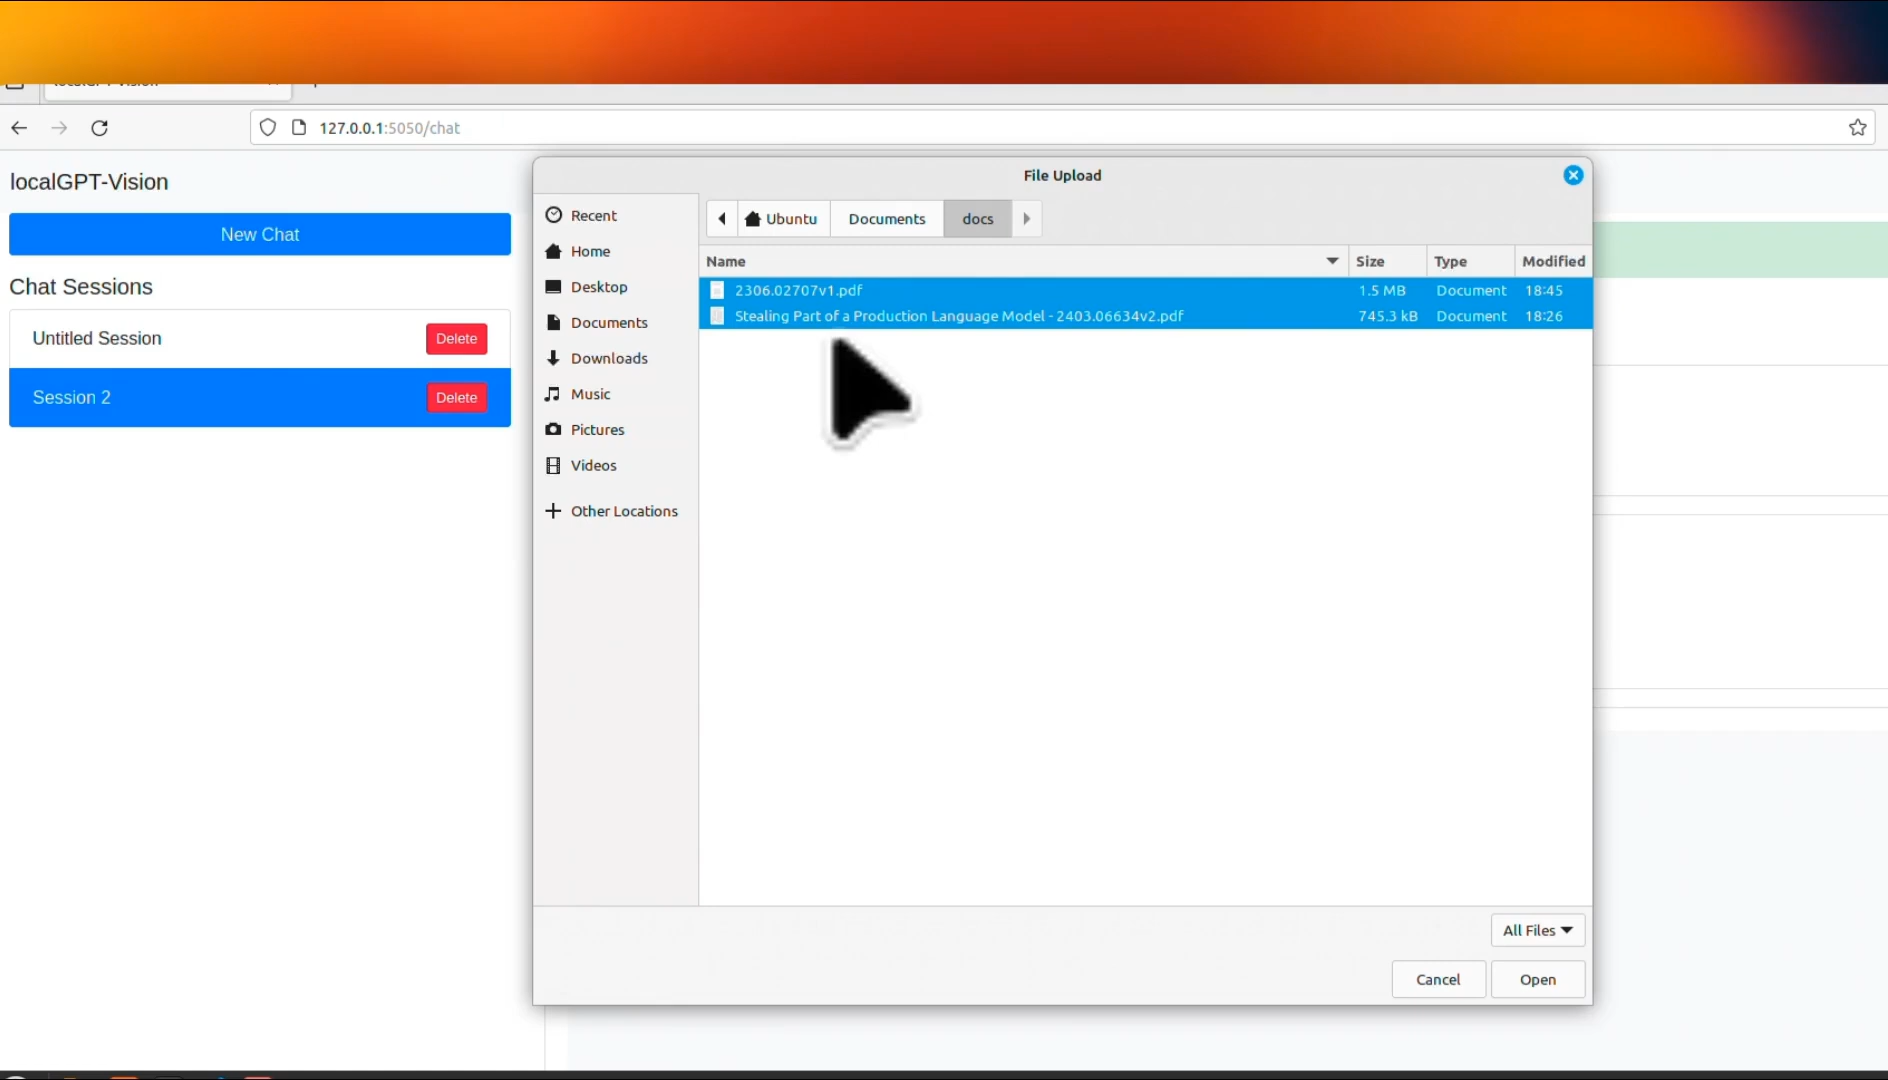 127.0.0.1:5050/chat
localGPT-Vision
New Chat
Chat Sessions
Untitled Session
Delete
Session 2
Delete
File Upload
Recent
Home
Desktop
Documents
Downloads
Music
Pictures
Videos
Other Locations
Ubuntu Documents docs
Name Size Type Modified
2306.02707v1.pdf 1.5 MB Document 18:45
Stealing Part of a Production Language Model - 2403.06634v2.pdf 745.3 kB Document 18:26
All Files
Cancel Open